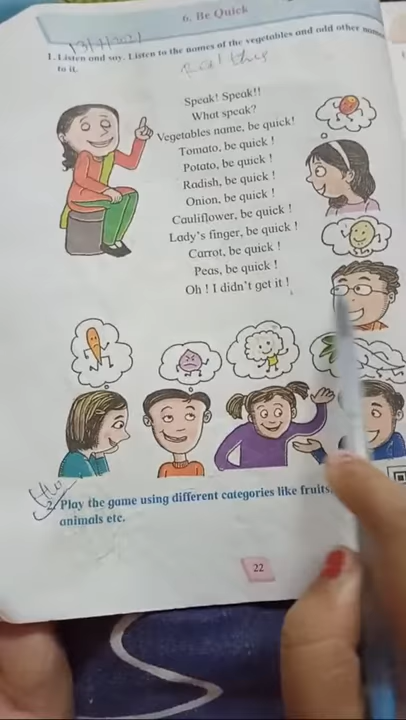 6. Be Quick
13/7/2021
1. Listen and say. Listen to the names of the vegetables and add other names
to it.
Speak! Speak!!
What speak?
Vegetables name, be quick!
Tomato, be quick !
Potato, be quick !
Radish, be quick !
Onion, be quick !
Cauliflower, be quick !
Lady's finger, be quick !
Carrot, be quick !
Peas, be quick !
Oh ! I didn't get it !
2. Play the game using different categories like fruits,
animals etc.
22